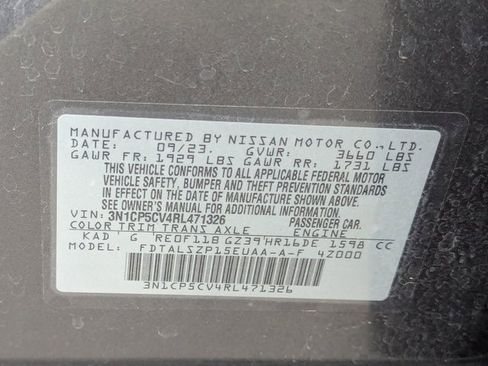 MANUFACTURED BY NISSAN MOTOR CO., LTD.
DATE: 09/23. GVWR: 3660 LBS
GAWR FR: 1929 LBS GAWR RR: 1731 LBS
THIS VEHICLE CONFORMS TO ALL APPLICABLE FEDERAL MOTOR
VEHICLE SAFETY, BUMPER AND THEFT PREVENTION STANDARDS
IN EFFECT ON THE DATE OF MANUFACTURE SHOWN ABOVE.
SEE OWNER'S MANUAL FOR ADDITIONAL INFORMATION
VIN: 3N1CP5CV4RL471326 PASSENGER CAR
COLOR TRIM TRANS AXLE ENGINE
KAD G RE0F11B GZ39 HR16DE 1598 CC
MODEL: FDTALSZP15EUAA-A-F 4Z000
3N1CP5CV4RL471326